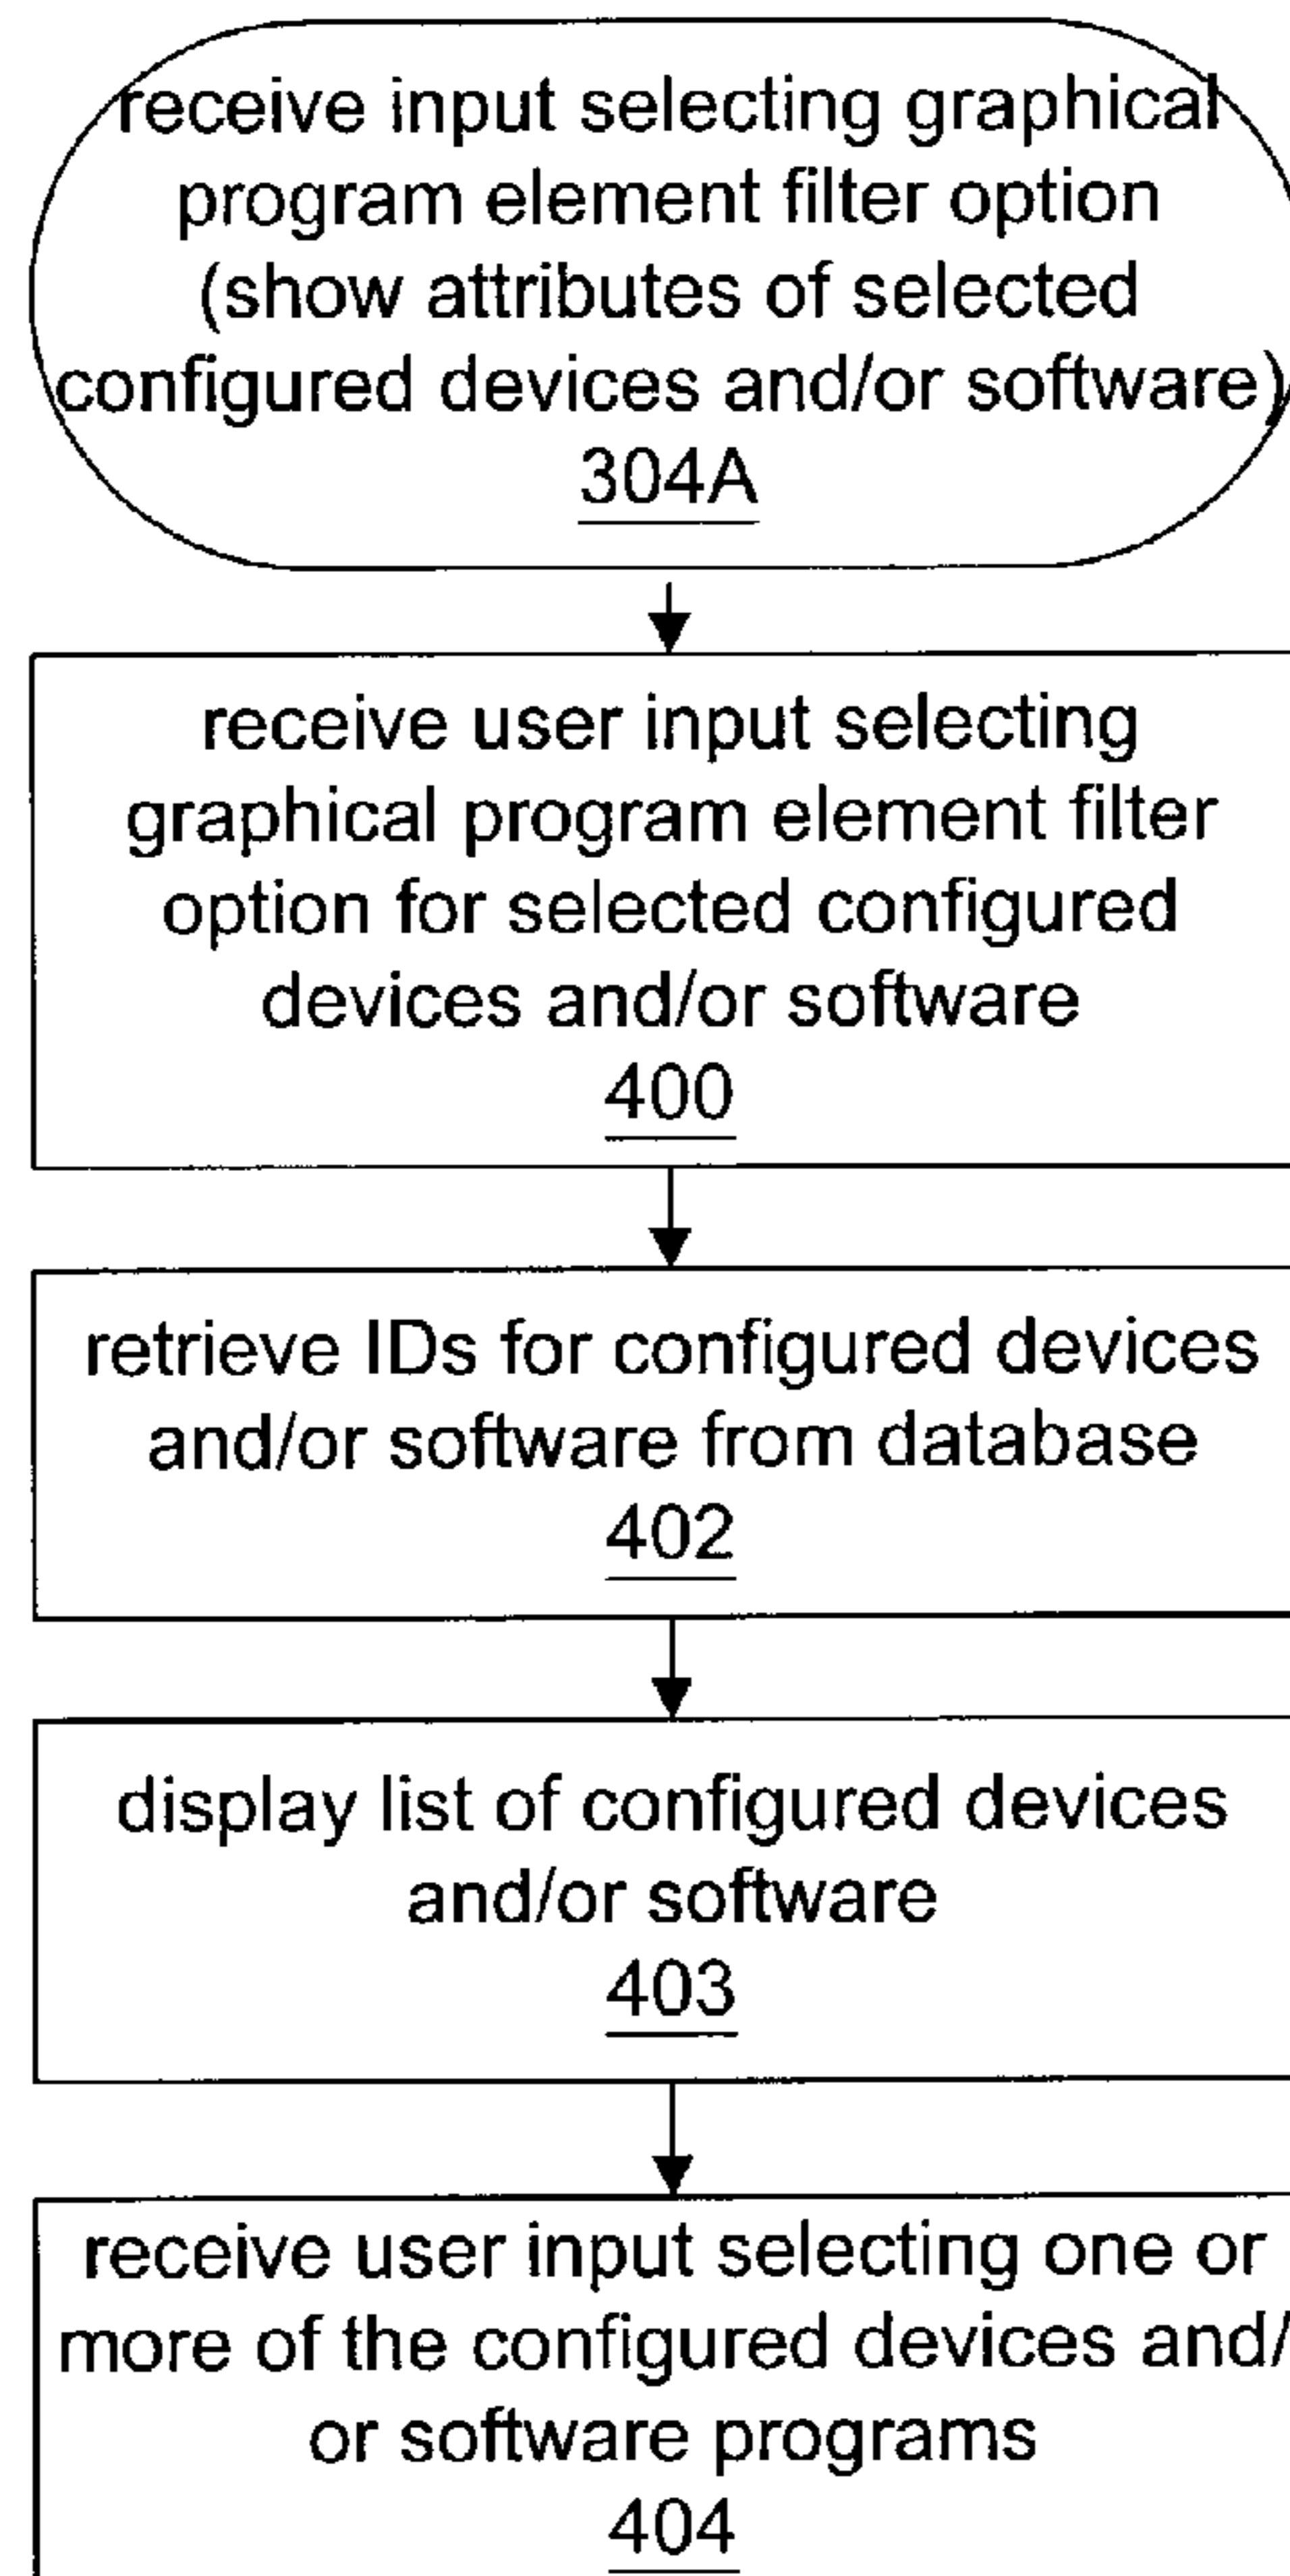 receive input selecting graphical
program element filter option
(show attributes of selected
configured devices and/or software)
304A
receive user input selecting
graphical program element filter
option for selected configured
devices and/or software
400
retrieve IDs for configured devices
and/or software from database
402
display list of configured devices
and/or software
403
receive user input selecting one or
more of the configured devices and/
or software programs
404